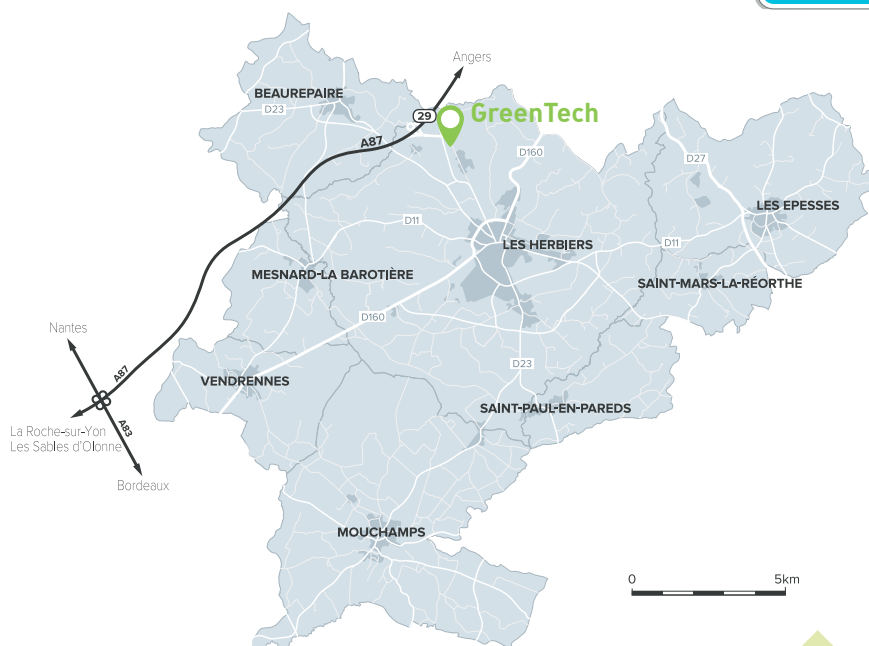 Angers
BEAUREPAIRE
D23
29
GreenTech
A87
D160
D27
LES EPESSES
D11
LES HERBIERS
D11
MESNARD-LA BAROTIÈRE
SAINT-MARS-LA-RÉORTHE
D160
Nantes
D23
A87
VENDRENNES
SAINT-PAUL-EN-PAREDS
A83
La Roche-sur-Yon
Les Sables d'Olonne
Bordeaux
MOUCHAMPS
0 5km